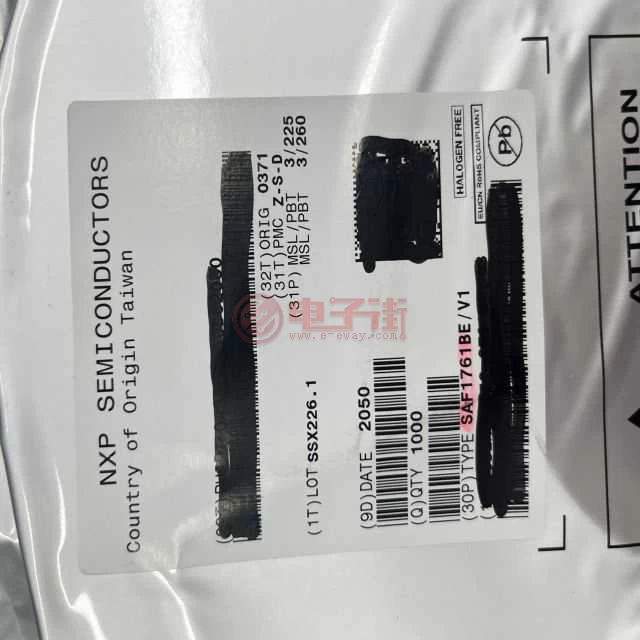 NXP SEMICONDUCTORS
Country of Origin Taiwan
(32T)ORIG 0371
(31T)PMC Z-S-D
(31P) MSL/PBT 3/225
MSL/PBT 3/260
(1T)LOT SSX226.1
(9D)DATE 2050
(Q)QTY 1000
(30P)TYPE SAF1761BE/V1
HALOGEN FREE
EU/CN ROHS COMPLIANT
Pb
ATTENTION
电子街
www.e-eway.com